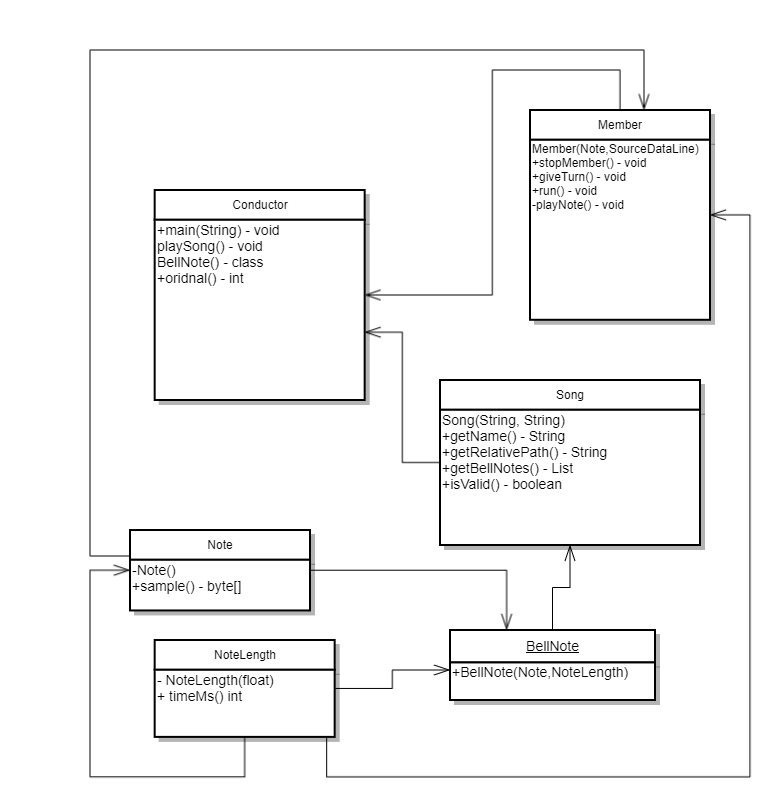 Member
Member(Note,SourceDataLine)
+stopMember() - void
+giveTurn() - void
+run() - void
-playNote() - void
Conductor
+main(String) - void
playSong() - void
BellNote() - class
+oridnal() - int
Song
Song(String, String)
+getName() - String
+getRelativePath() - String
+getBellNotes() - List
+isValid() - boolean
Note
-Note()
+sample() - byte[]
BellNote
+BellNote(Note,NoteLength)
NoteLength
- NoteLength(float)
+ timeMs() int